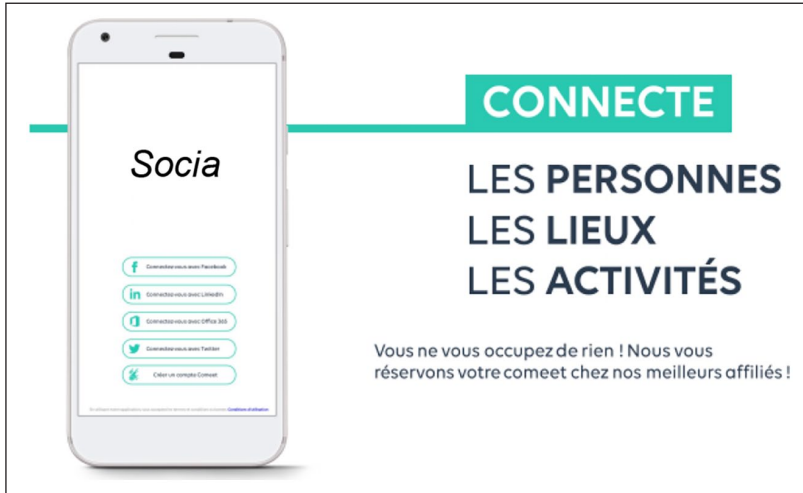 Socia
Connectez-vous avec Facebook
Connectez-vous avec LinkedIn
Connectez-vous avec Office 365
Connectez-vous avec Twitter
Créer un compte Comeet
Conditions d'utilisation
CONNECTE
LES PERSONNES
LES LIEUX
LES ACTIVITÉS
Vous ne vous occupez de rien ! Nous vous
réservons votre comeet chez nos meilleurs affiliés !